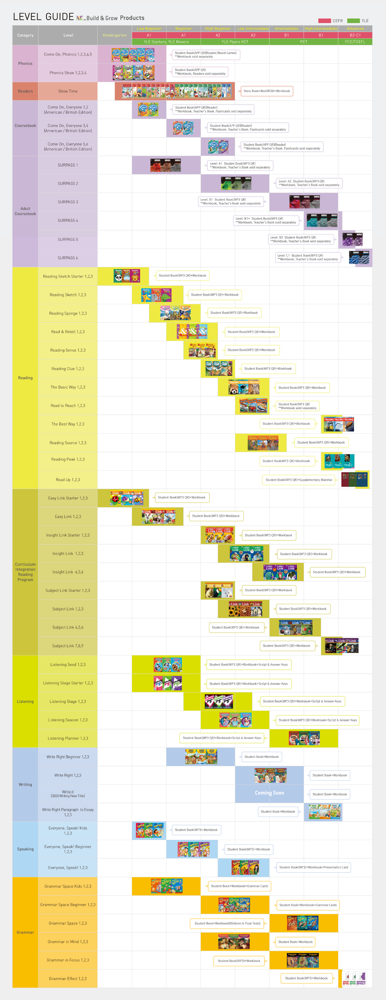 LEVEL GUIDE NE_Build & Grow Products
CEFR YLE
Category Level Kindergarten Low Beginner Beginner High Beginner Low Intermediate Intermediate High Intermediate Advanced
A1 A1 A2 A2 B1 B1 B2-C1
YLE Starters, YLE Movers YLE Flyers KET PET FCE/TOEFL
Phonics
Come On, Phonics 1,2,3,4,5
Student Book(APP QR)[Reader/Board Games]
**Workbook sold separately
Phonics Show 1,2,3,4
Student Book(APP QR)
**Workbook, Readers sold separately
Readers
Show Time
Story Book+MultiROM+Workbook
Coursebook
Come On, Everyone 1,2
(American / British Edition)
Student Book(APP QR)[Reader]
**Workbook, Teacher's Book, Flashcards sold separately
Come On, Everyone 3,4
(American / British Edition)
Student Book(APP QR)[Reader]
**Workbook, Teacher's Book, Flashcards sold separately
Come On, Everyone 5,6
(American / British Edition)
Student Book(APP QR)[Reader]
**Workbook, Teacher's Book, Flashcards sold separately
Adult
Coursebook
SURPASS 1
Level: A1 Student Book(MP3 QR)
**Workbook, Teacher's Book sold separately
SURPASS 2
Level: A2 Student Book(MP3 QR)
**Workbook, Teacher's Book sold separately
SURPASS 3
Level: B1 Student Book(MP3 QR)
**Workbook, Teacher's Book sold separately
SURPASS 4
Level: B1+ Student Book(MP3 QR)
**Workbook, Teacher's Book sold separately
SURPASS 5
Level: B2 Student Book(MP3 QR)
**Workbook, Teacher's Book sold separately
SURPASS 6
Level: C1 Student Book(MP3 QR)
**Workbook, Teacher's Book sold separately
Reading
Reading Sketch Starter 1,2,3
Student Book(MP3 QR)+Workbook
Reading Sketch 1,2,3
Student Book(MP3 QR)+Workbook
Reading Sponge 1,2,3
Student Book(MP3 QR)+Workbook
Read & Retell 1,2,3
Student Book(MP3 QR)+Workbook
Reading Sense 1,2,3
Student Book(MP3 QR)+Workbook
Reading Clue 1,2,3
Student Book(MP3 QR)+Workbook
The Basic Way 1,2,3
Student Book(MP3 QR)+Workbook
Read to Reach 1,2,3
Student Book(MP3 QR)
**Workbook sold separately
The Best Way 1,2,3
Student Book(MP3 QR)+Workbook
Reading Source 1,2,3
Student Book(MP3 QR)+Workbook
Reading Peak 1,2,3
Student Book(MP3 QR)+Workbook
Read Up 1,2,3
Student Book(MP3 QR)+Supplementary Material
Curriculum
Integration
Reading
Program
Easy Link Starter 1,2,3
Student Book(MP3 QR)+Workbook
Easy Link 1,2,3
Student Book(MP3 QR)+Workbook
Insight Link Starter 1,2,3
Student Book(MP3 QR)+Workbook
Insight Link 1,2,3
Student Book(MP3 QR)+Workbook
Insight Link 4,5,6
Student Book(MP3 QR)+Workbook
Subject Link Starter 1,2,3
Student Book(MP3 QR)+Workbook
Subject Link 1,2,3
Student Book(MP3 QR)+Workbook
Subject Link 4,5,6
Student Book(MP3 QR)+Workbook
Subject Link 7,8,9
Student Book(MP3 QR)+Workbook
Listening
Listening Seed 1,2,3
Student Book(MP3 QR)+Workbook+Script & Answer Keys
Listening Stage Starter 1,2,3
Student Book(MP3 QR)+Workbook+Script & Answer Keys
Listening Stage 1,2,3
Student Book(MP3 QR)+Workbook+Script & Answer Keys
Listening Season 1,2,3
Student Book(MP3 QR)+Workbook+Script & Answer Keys
Listening Planner 1,2,3
Student Book(MP3 QR)+Workbook+Script & Answer Keys
Writing
Write Right Beginner 1,2,3
Student Book+Workbook
Write Right 1,2,3
Student Book+Workbook
Write it
(2020 Writing New Title)
Coming Soon
Student Book+Workbook
Write Right Paragraph to Essay
1,2,3
Student Book+Workbook
Speaking
Everyone, Speak! Kids
1,2,3
Student Book(MP3)+Workbook
Everyone, Speak! Beginner
1,2,3
Student Book(MP3)+Workbook
Everyone, Speak! 1,2,3
Student Book(MP3)+Workbook+Presentation Card
Grammar
Grammar Space Kids 1,2,3
Student Book+Workbook+Grammar Cards
Grammar Space Beginner 1,2,3
Student Book+Workbook+Grammar Cards
Grammar Space 1,2,3
Student Book+Workbook[Midterm & Final Tests]
Grammar in Mind 1,2,3
Student Book+Workbook
Grammar in Focus 1,2,3
Student Book(MP3)+Workbook
Grammar Effect 1,2,3
Student Book(MP3)+Workbook